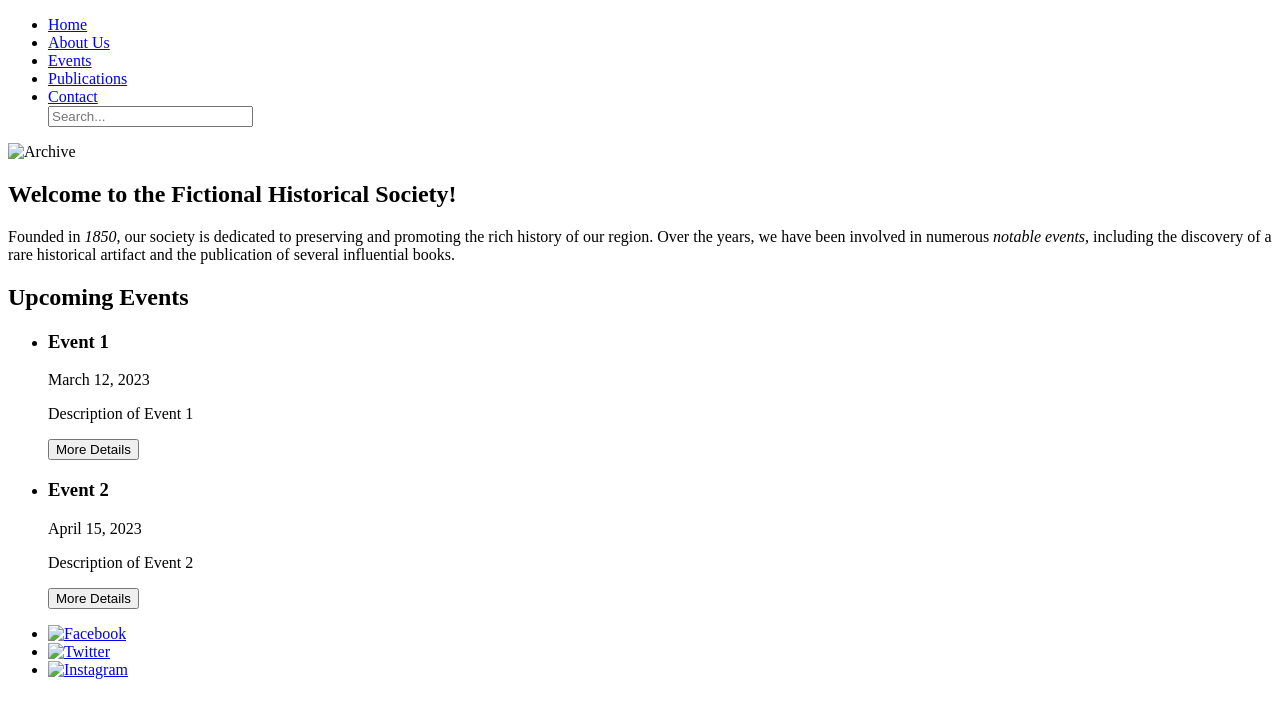 Home
About Us
Events
Publications
Contact
Search...
Archive
Welcome to the Fictional Historical Society!
Founded in 1850, our society is dedicated to preserving and promoting the rich history of our region. Over the years, we have been involved in numerous notable events, including the discovery of a
rare historical artifact and the publication of several influential books.
Upcoming Events
Event 1
March 12, 2023
Description of Event 1
More Details
Event 2
April 15, 2023
Description of Event 2
More Details
Facebook
Twitter
Instagram